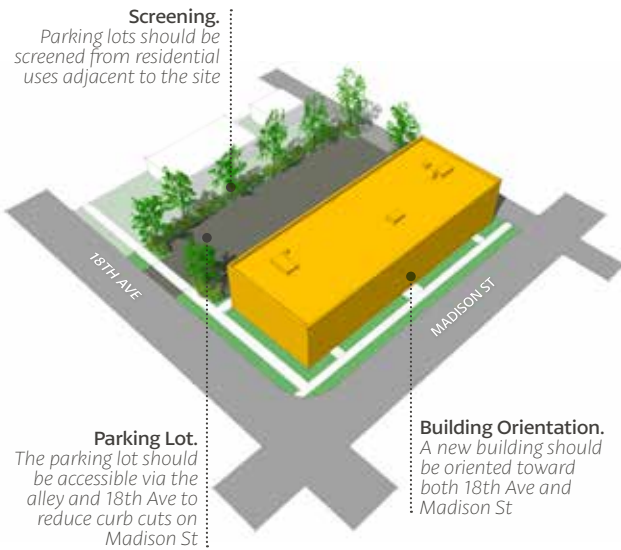 Screening.
Parking lots should be
screened from residential
uses adjacent to the site
18TH AVE
MADISON ST
Parking Lot.
The parking lot should
be accessible via the
alley and 18th Ave to
reduce curb cuts on
Madison St
Building Orientation.
A new building should
be oriented toward
both 18th Ave and
Madison St